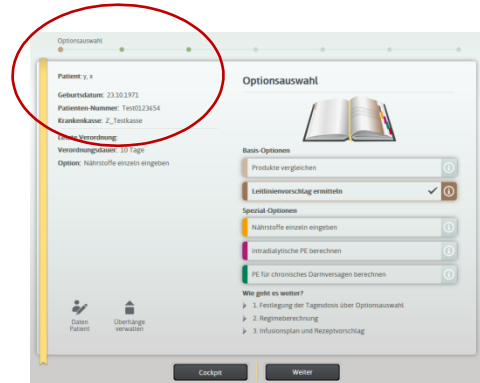 Optionsauswahl
Patient: y, x
Geburtsdatum: 23.10.1971
Patienten-Nummer: Test0123654
Krankenkasse: Z_Testkasse
Letzte Verordnung:
Verordnungsdauer: 10 Tage
Option: Nährstoffe einzeln eingeben
Daten
Patient
Überhänge
verwalten
Optionsauswahl
Basis-Optionen
Produkte vergleichen
Leitlinienvorschlag ermitteln
Spezial-Optionen
Nährstoffe einzeln eingeben
Intradialytische PE berechnen
PE für chronisches Darmversagen berechnen
Wie geht es weiter?
1. Festlegung der Tagesdosis über Optionsauswahl
2. Regimeberechnung
3. Infusionsplan und Rezeptvorschlag
Cockpit
Weiter